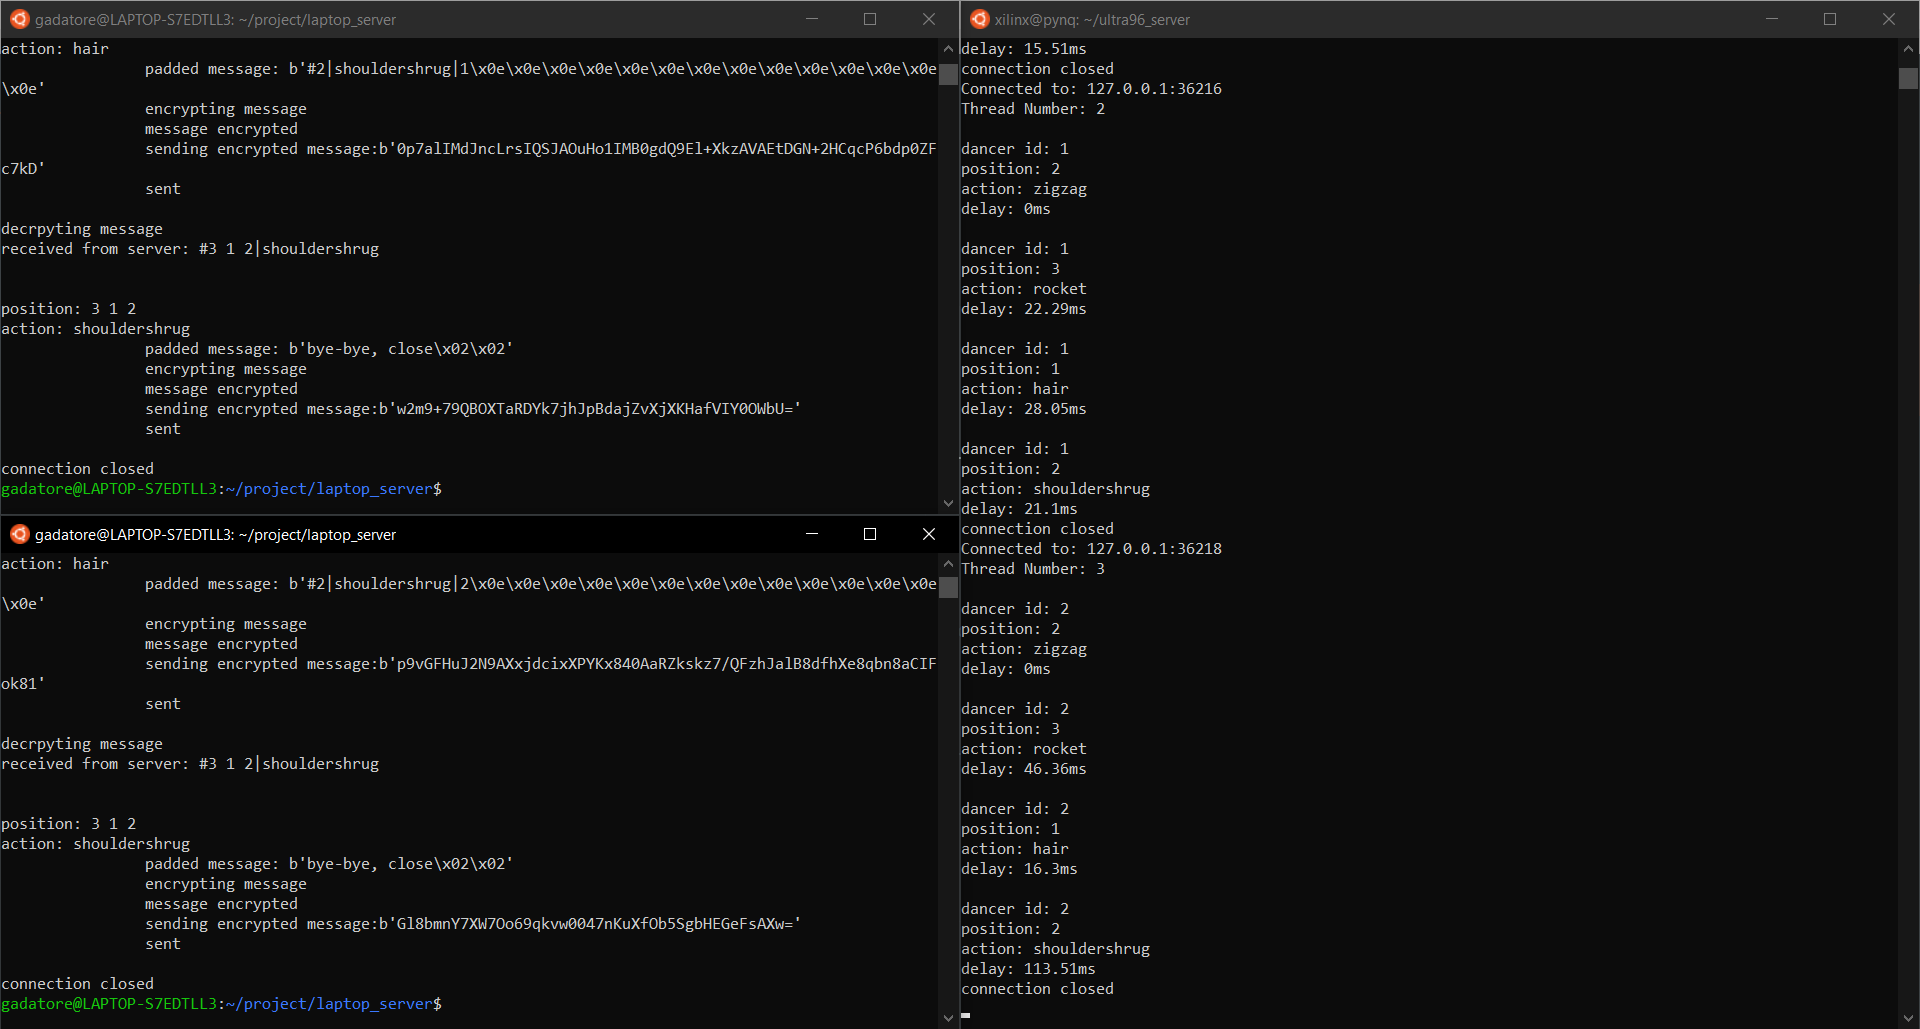 gadatore@LAPTOP-S7EDTLL3: ~/project/laptop_server
action: hair
padded message: b'#2|shouldershrug|1\x0e\x0e\x0e\x0e\x0e\x0e\x0e\x0e\x0e\x0e\x0e\x0e\x0e
\x0e'
encrypting message
message encrypted
sending encrypted message:b'0p7alIMdJncLrsIQSJAOuHo1IMB0gdQ9El+XkzAVAEtDGN+2HCqcP6bdp0ZF
c7kD'
sent
decrpyting message
received from server: #3 1 2|shouldershrug
position: 3 1 2
action: shouldershrug
padded message: b'bye-bye, close\x02\x02'
encrypting message
message encrypted
sending encrypted message:b'w2m9+79QBOXTaRDYk7jhJpBdajZvXjXKHafVIY0OWbU='
sent
connection closed
gadatore@LAPTOP-S7EDTLL3:~/project/laptop_server$
gadatore@LAPTOP-S7EDTLL3: ~/project/laptop_server
action: hair
padded message: b'#2|shouldershrug|2\x0e\x0e\x0e\x0e\x0e\x0e\x0e\x0e\x0e\x0e\x0e\x0e\x0e
\x0e'
encrypting message
message encrypted
sending encrypted message:b'p9vGFHuJ2N9AXxjdcixXPYKx840AaRZkskz7/QFzhJalB8dfhXe8qbn8aCIF
ok81'
sent
decrpyting message
received from server: #3 1 2|shouldershrug
position: 3 1 2
action: shouldershrug
padded message: b'bye-bye, close\x02\x02'
encrypting message
message encrypted
sending encrypted message:b'Gl8bmnY7XW7Oo69qkvw0047nKuXfOb5SgbHEGeFsAXw='
sent
connection closed
gadatore@LAPTOP-S7EDTLL3:~/project/laptop_server$
xilinx@pynq: ~/ultra96_server
delay: 15.51ms
connection closed
Connected to: 127.0.0.1:36216
Thread Number: 2
dancer id: 1
position: 2
action: zigzag
delay: 0ms
dancer id: 1
position: 3
action: rocket
delay: 22.29ms
dancer id: 1
position: 1
action: hair
delay: 28.05ms
dancer id: 1
position: 2
action: shouldershrug
delay: 21.1ms
connection closed
Connected to: 127.0.0.1:36218
Thread Number: 3
dancer id: 2
position: 2
action: zigzag
delay: 0ms
dancer id: 2
position: 3
action: rocket
delay: 46.36ms
dancer id: 2
position: 1
action: hair
delay: 16.3ms
dancer id: 2
position: 2
action: shouldershrug
delay: 113.51ms
connection closed